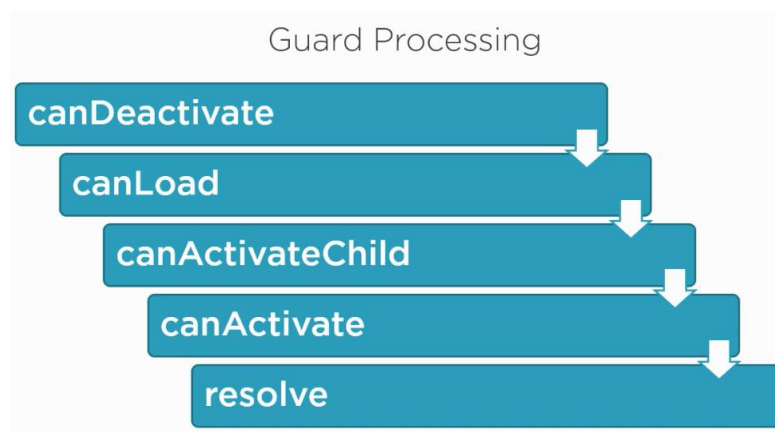 Guard Processing
canDeactivate
canLoad
canActivateChild
canActivate
resolve